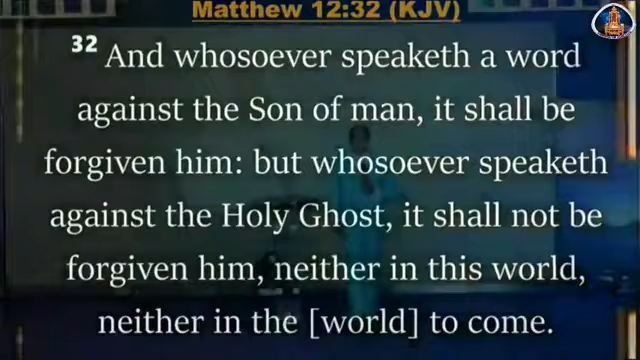 Matthew 12:32 (KJV)
32 And whosoever speaketh a word
against the Son of man, it shall be
forgiven him: but whosoever speaketh
against the Holy Ghost, it shall not be
forgiven him, neither in this world,
neither in the [world] to come.